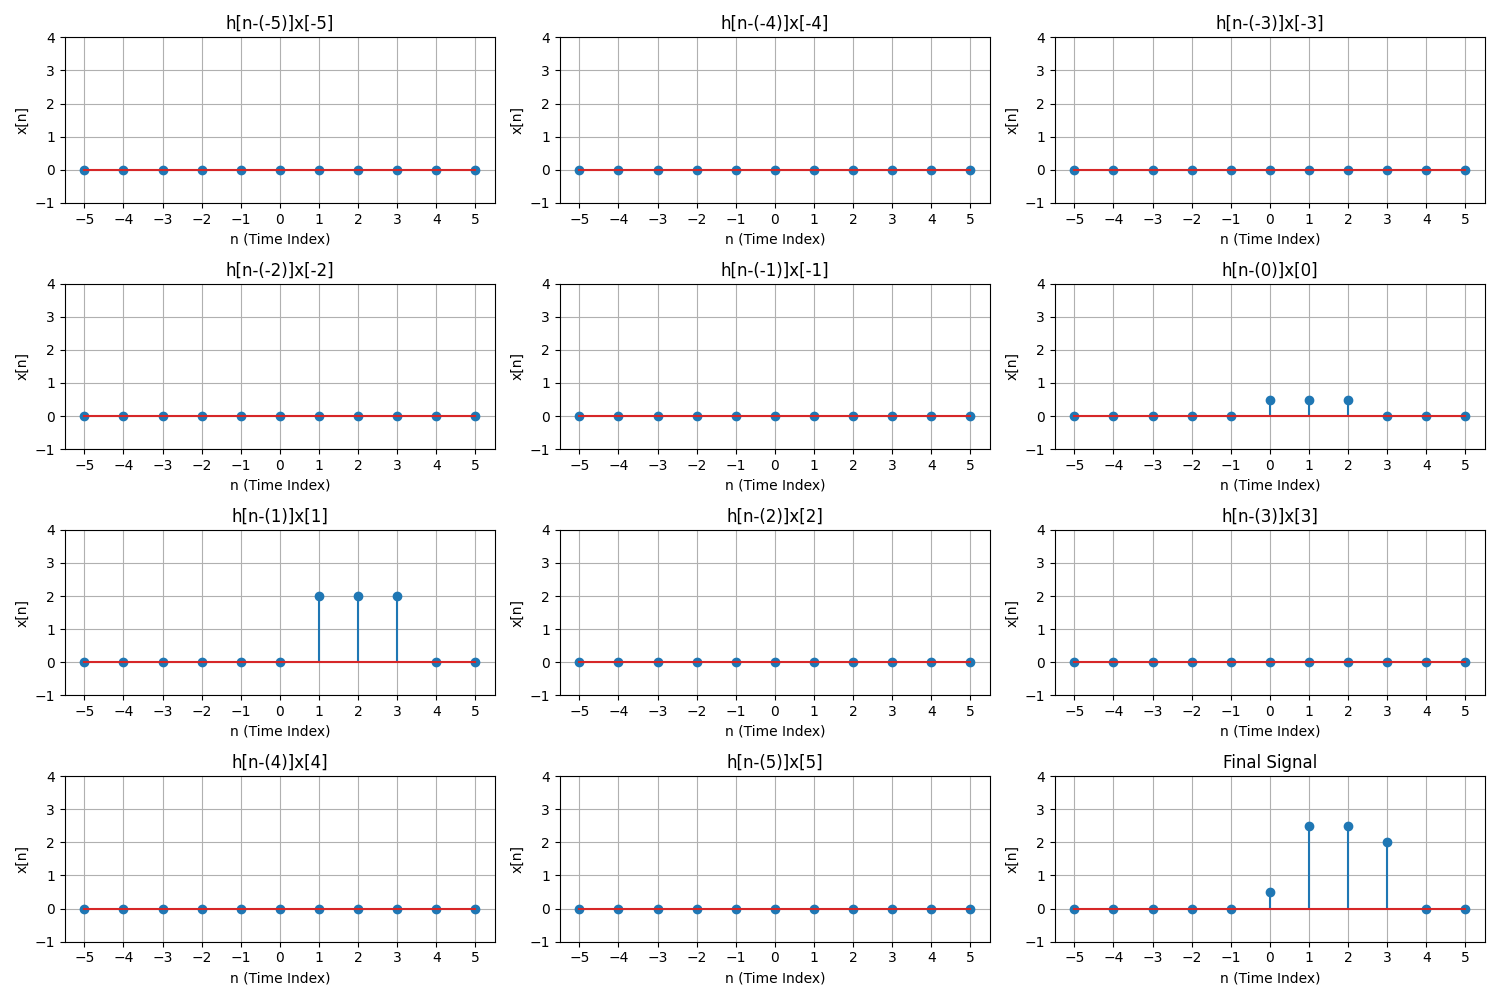 h[n-(-5)]x[-5]
4
3
2
1
0
−1
x[n]
−5 −4 −3 −2 −1 0 1 2 3 4 5
n (Time Index)
h[n-(-4)]x[-4]
4
3
2
1
0
−1
x[n]
−5 −4 −3 −2 −1 0 1 2 3 4 5
n (Time Index)
h[n-(-3)]x[-3]
4
3
2
1
0
−1
x[n]
−5 −4 −3 −2 −1 0 1 2 3 4 5
n (Time Index)
h[n-(-2)]x[-2]
4
3
2
1
0
−1
x[n]
−5 −4 −3 −2 −1 0 1 2 3 4 5
n (Time Index)
h[n-(-1)]x[-1]
4
3
2
1
0
−1
x[n]
−5 −4 −3 −2 −1 0 1 2 3 4 5
n (Time Index)
h[n-(0)]x[0]
4
3
2
1
0
−1
x[n]
−5 −4 −3 −2 −1 0 1 2 3 4 5
n (Time Index)
h[n-(1)]x[1]
4
3
2
1
0
−1
x[n]
−5 −4 −3 −2 −1 0 1 2 3 4 5
n (Time Index)
h[n-(2)]x[2]
4
3
2
1
0
−1
x[n]
−5 −4 −3 −2 −1 0 1 2 3 4 5
n (Time Index)
h[n-(3)]x[3]
4
3
2
1
0
−1
x[n]
−5 −4 −3 −2 −1 0 1 2 3 4 5
n (Time Index)
h[n-(4)]x[4]
4
3
2
1
0
−1
x[n]
−5 −4 −3 −2 −1 0 1 2 3 4 5
n (Time Index)
h[n-(5)]x[5]
4
3
2
1
0
−1
x[n]
−5 −4 −3 −2 −1 0 1 2 3 4 5
n (Time Index)
Final Signal
4
3
2
1
0
−1
x[n]
−5 −4 −3 −2 −1 0 1 2 3 4 5
n (Time Index)